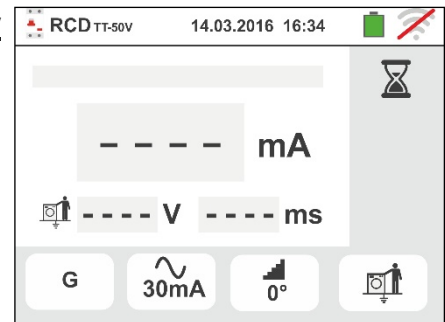 RCD TT-50V 14.03.2016 16:34
- - - - mA
- - - - V - - - - ms
G 30mA 0°